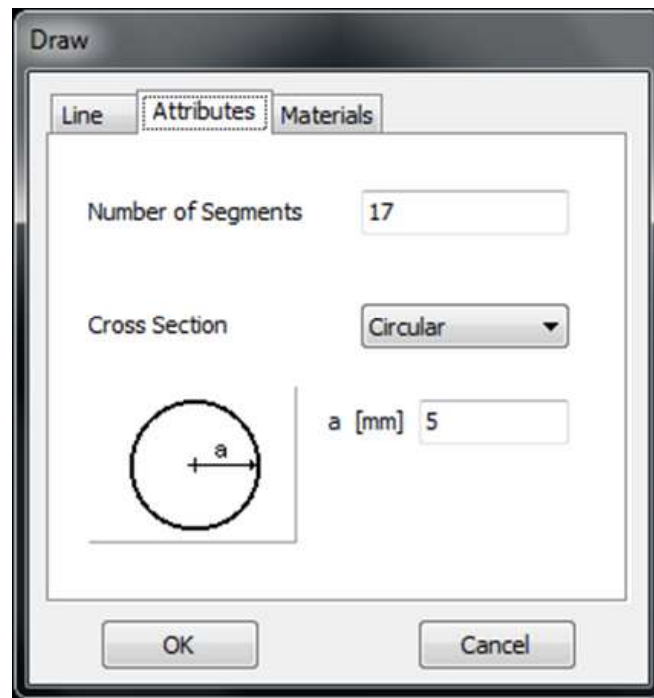 Draw
Line Attributes Materials
Number of Segments 17
Cross Section Circular
a [mm] 5
a
OK Cancel